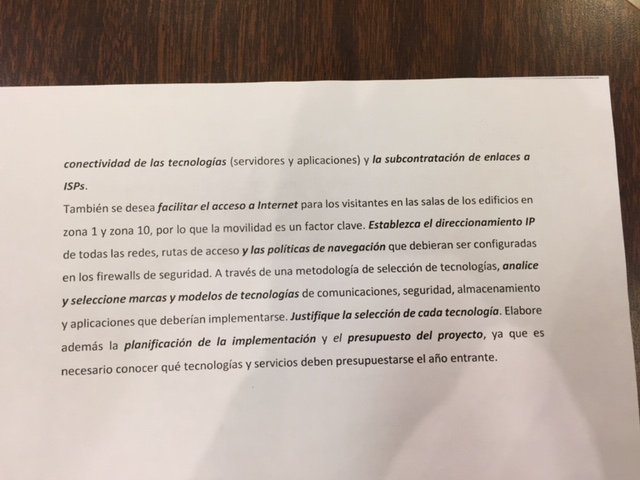 conectividad de las tecnologías (servidores y aplicaciones) y la subcontratación de enlaces a
ISPs.
También se desea facilitar el acceso a Internet para los visitantes en las salas de los edificios en
zona 1 y zona 10, por lo que la movilidad es un factor clave. Establezca el direccionamiento IP
de todas las redes, rutas de acceso y las políticas de navegación que debieran ser configuradas
en los firewalls de seguridad. A través de una metodología de selección de tecnologías, analice
y seleccione marcas y modelos de tecnologías de comunicaciones, seguridad, almacenamiento
y aplicaciones que deberían implementarse. Justifique la selección de cada tecnología. Elabore
además la planificación de la implementación y el presupuesto del proyecto, ya que es
necesario conocer qué tecnologías y servicios deben presupuestarse el año entrante.